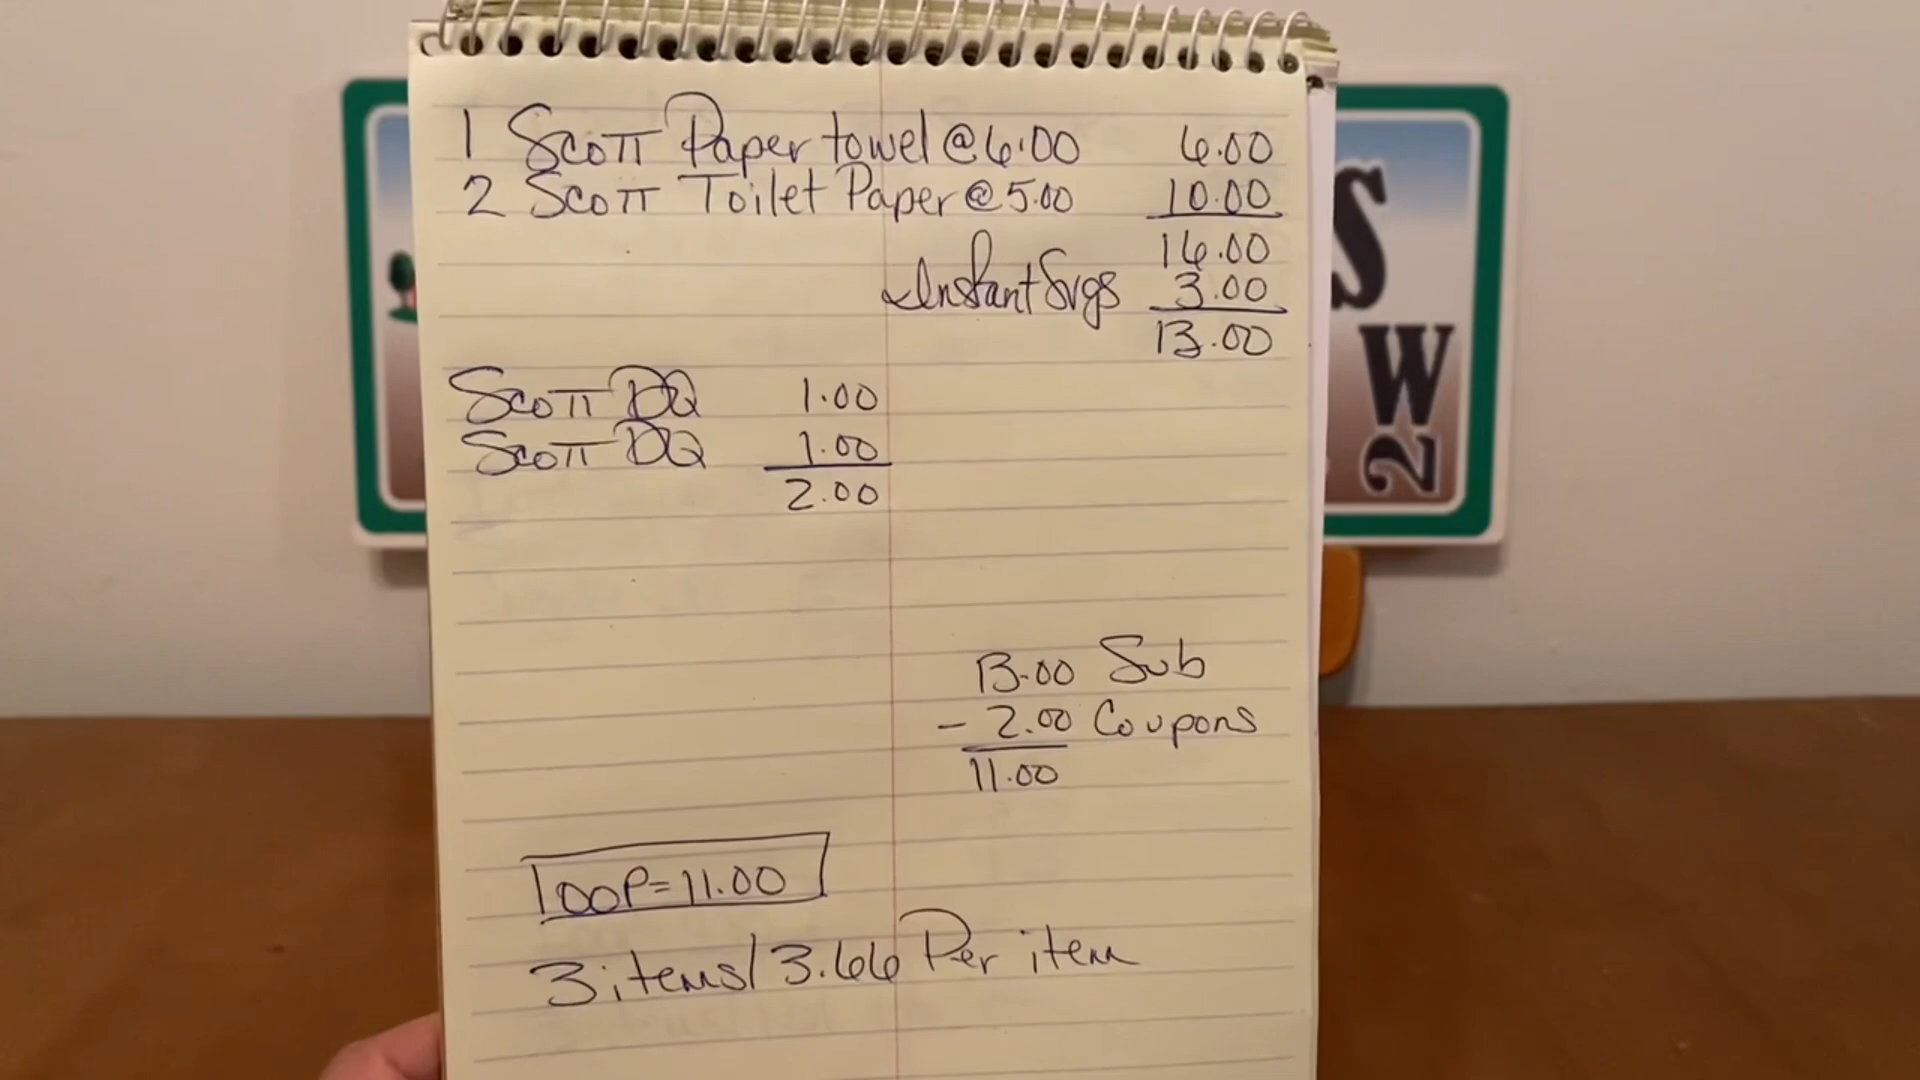 1 Scott Paper towel @ 6.00 6.00
2 Scott Toilet Paper @ 5.00 10.00
16.00
Instant Svgs 3.00
13.00
Scott DQ 1.00
Scott DQ 1.00
2.00
13.00 Sub
- 2.00 Coupons
11.00
OOP=11.00
3 items/3.66 Per item
S
W
2